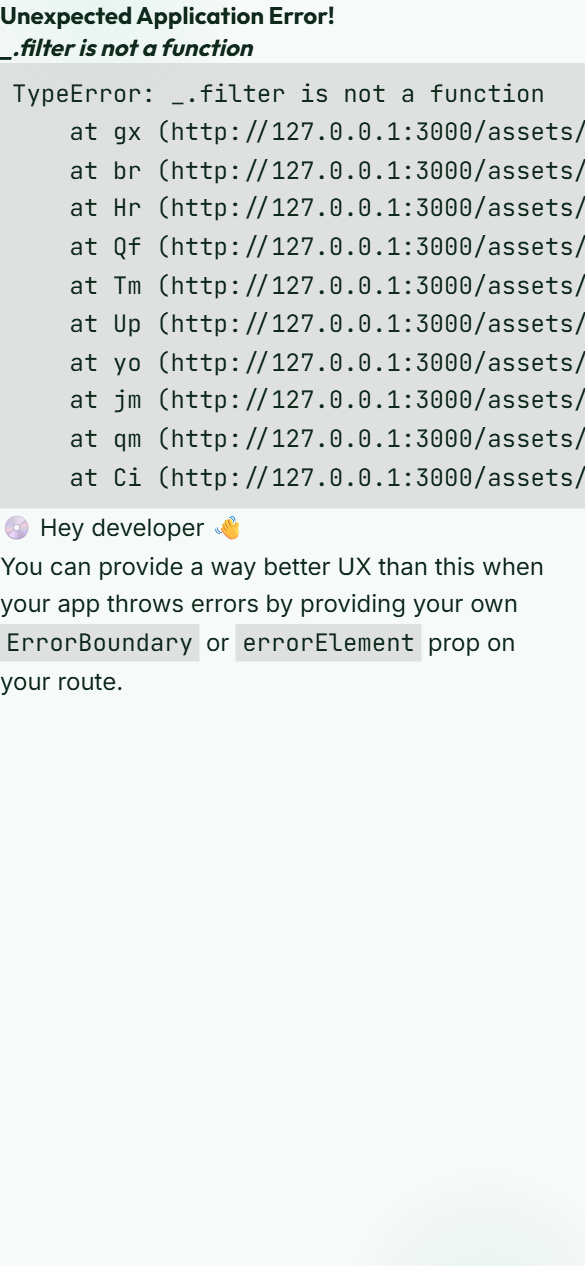 Unexpected Application Error!
_.filter is not a function
TypeError: _.filter is not a function
    at gx (http://127.0.0.1:3000/assets/
    at br (http://127.0.0.1:3000/assets/
    at Hr (http://127.0.0.1:3000/assets/
    at Qf (http://127.0.0.1:3000/assets/
    at Tm (http://127.0.0.1:3000/assets/
    at Up (http://127.0.0.1:3000/assets/
    at yo (http://127.0.0.1:3000/assets/
    at jm (http://127.0.0.1:3000/assets/
    at qm (http://127.0.0.1:3000/assets/
    at Ci (http://127.0.0.1:3000/assets/
💿 Hey developer 👋
You can provide a way better UX than this when
your app throws errors by providing your own
ErrorBoundary or errorElement prop on
your route.